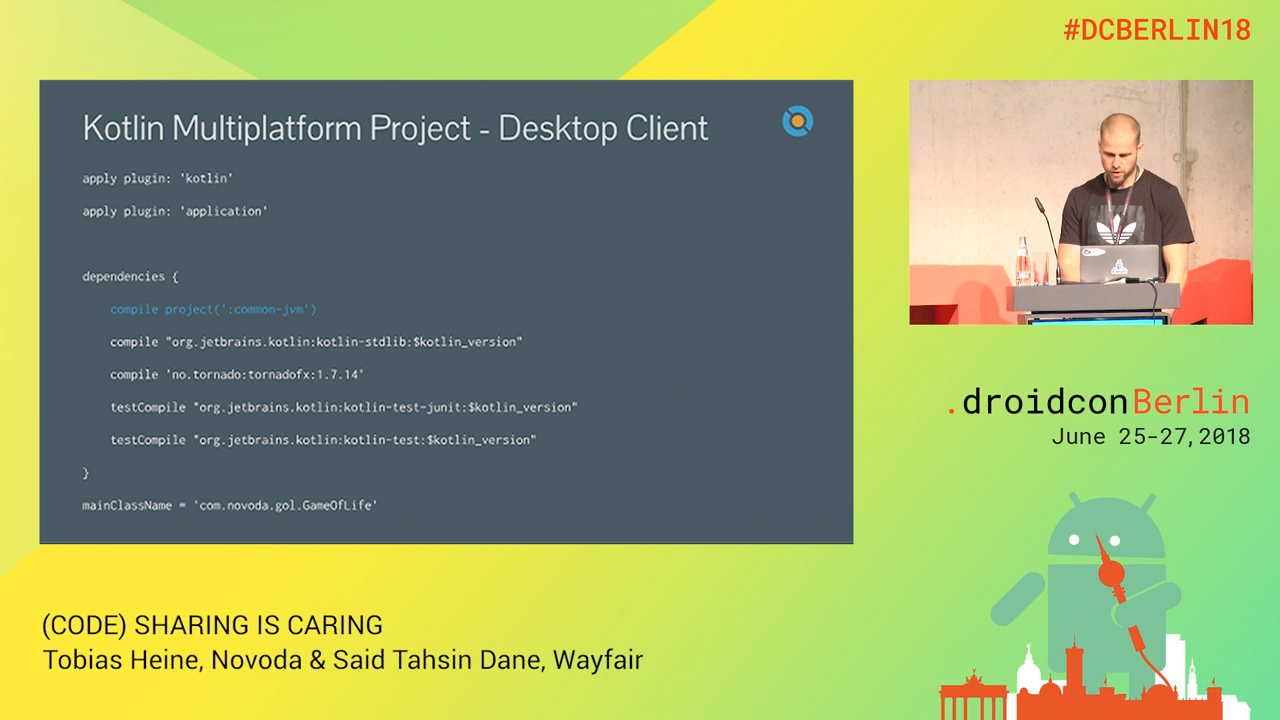 #DCBERLIN18
Kotlin Multiplatform Project - Desktop Client
apply plugin: 'kotlin'
apply plugin: 'application'
dependencies {
compile project(':common-jvm')
compile "org.jetbrains.kotlin:kotlin-stdlib:$kotlin_version"
compile 'no.tornado:tornadofx:1.7.14'
testCompile "org.jetbrains.kotlin:kotlin-test-junit:$kotlin_version"
testCompile "org.jetbrains.kotlin:kotlin-test:$kotlin_version"
}
mainClassName = 'com.novoda.gol.GameOfLife'
.droidconBerlin
June 25-27,2018
(CODE) SHARING IS CARING
Tobias Heine, Novoda & Said Tahsin Dane, Wayfair